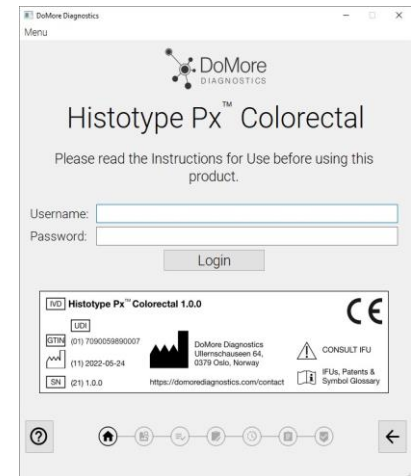 DoMore Diagnostics
Menu
DoMore
DIAGNOSTICS
Histotype Px™ Colorectal
Please read the Instructions for Use before using this
product.
Username:
Password:
Login
IVD Histotype Px™ Colorectal 1.0.0
CE
UDI
GTIN (01) 7090059890007
(11) 2022-05-24
SN (21) 1.0.0
DoMore Diagnostics
Ullernschauseen 64,
0379 Oslo, Norway
https://domorediagnostics.com/contact
CONSULT IFU
IFUs, Patents &
Symbol Glossary